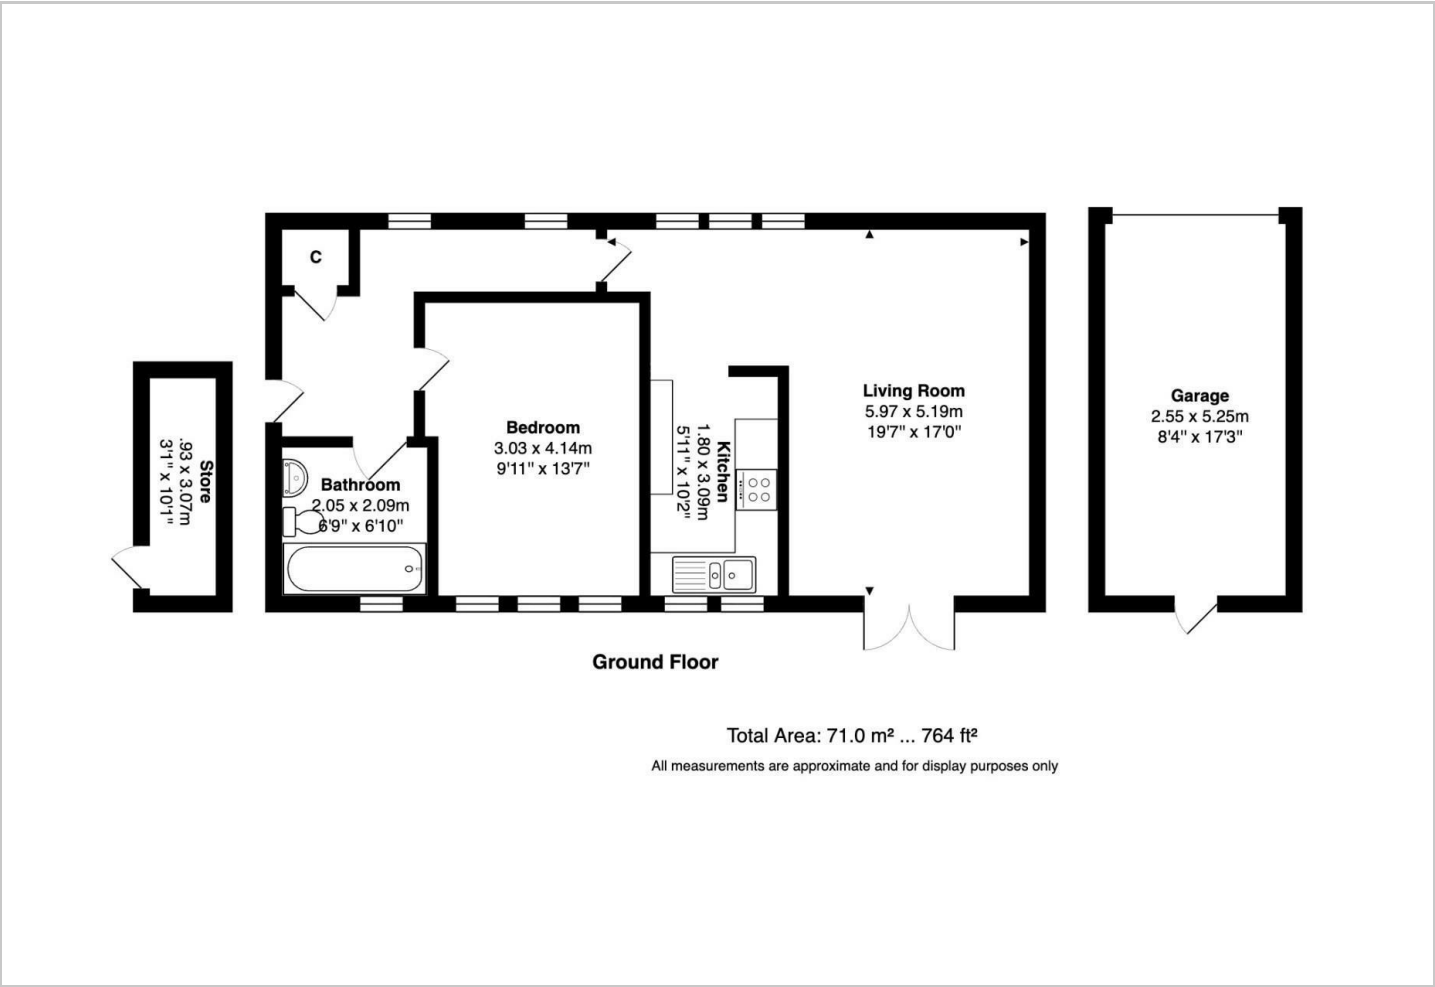 C
Living Room
5.97 x 5.19m
19'7" x 17'0"
Garage
2.55 x 5.25m
8'4" x 17'3"
Bedroom
3.03 x 4.14m
9'11" x 13'7"
Kitchen
1.80 x 3.09m
5'11" x 10'2"
Store
.93 x 3.07m
3'1" x 10'1"
Bathroom
2.05 x 2.09m
6'9" x 6'10"
Ground Floor
Total Area: 71.0 m² ... 764 ft²
All measurements are approximate and for display purposes only